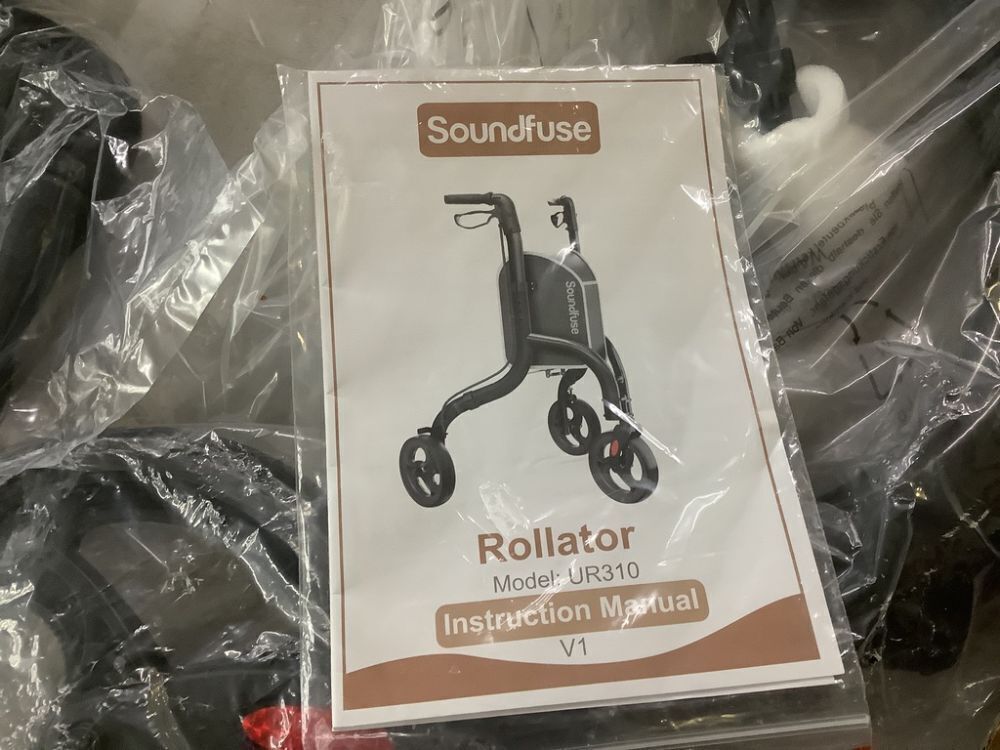 Soundfuse
Soundfuse
Rollator
Model: UR310
Instruction Manual
V1